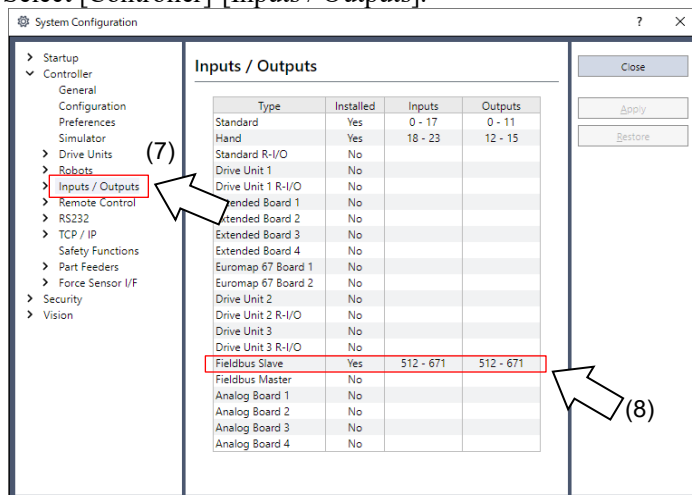 Select [Controller]-[Inputs / Outputs].
System Configuration
? ×
Startup
Controller
General
Configuration
Preferences
Simulator
Drive Units
(7)
Robots
Inputs / Outputs
Remote Control
RS232
TCP / IP
Safety Functions
Part Feeders
Force Sensor I/F
Security
Vision
Inputs / Outputs
Type Installed Inputs Outputs
Standard Yes 0 - 17 0 - 11
Hand Yes 18 - 23 12 - 15
Standard R-I/O No
Drive Unit 1 No
Drive Unit 1 R-I/O No
tended Board 1 No
Extended Board 2 No
Extended Board 3 No
Extended Board 4 No
Euromap 67 Board 1 No
Euromap 67 Board 2 No
Drive Unit 2 No
Drive Unit 2 R-I/O No
Drive Unit 3 No
Drive Unit 3 R-I/O No
Fieldbus Slave Yes 512 - 671 512 - 671
Fieldbus Master No
Analog Board 1 No
Analog Board 2 No
Analog Board 3 No
Analog Board 4 No
(8)
Close
Apply
Restore